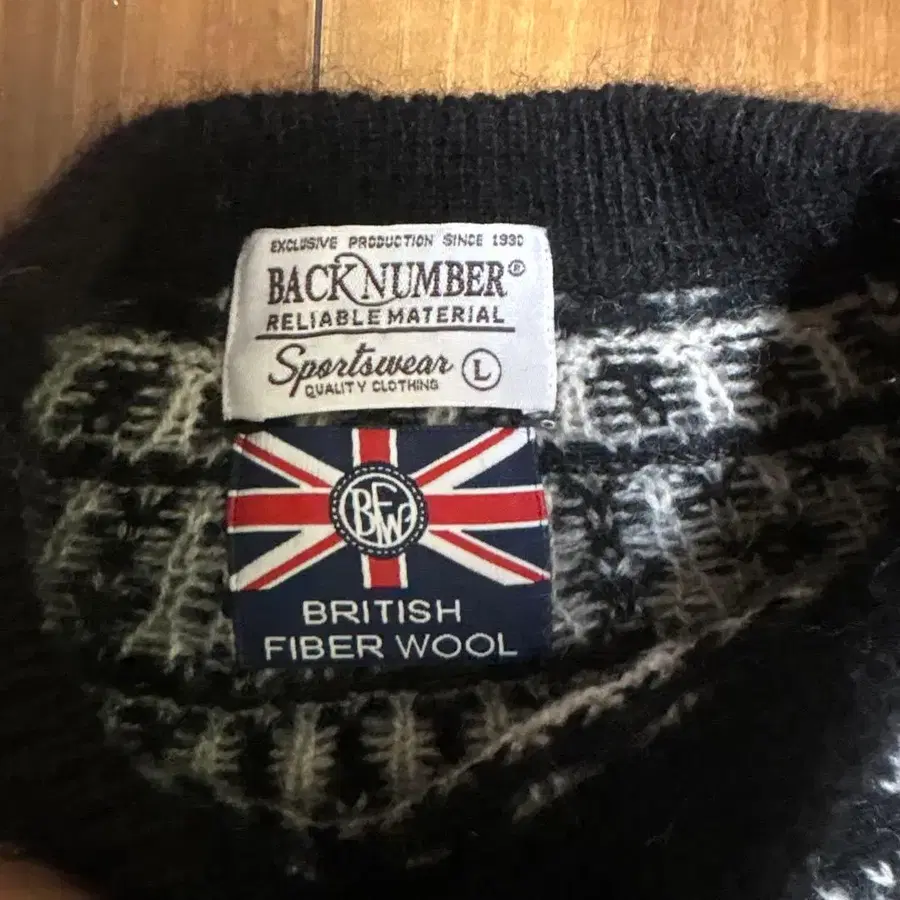 EXCLUSIVE PRODUCTION SINCE 1930
BACK NUMBER®
RELIABLE MATERIAL
Sportswear L
QUALITY CLOTHING
BFW
BRITISH
FIBER WOOL